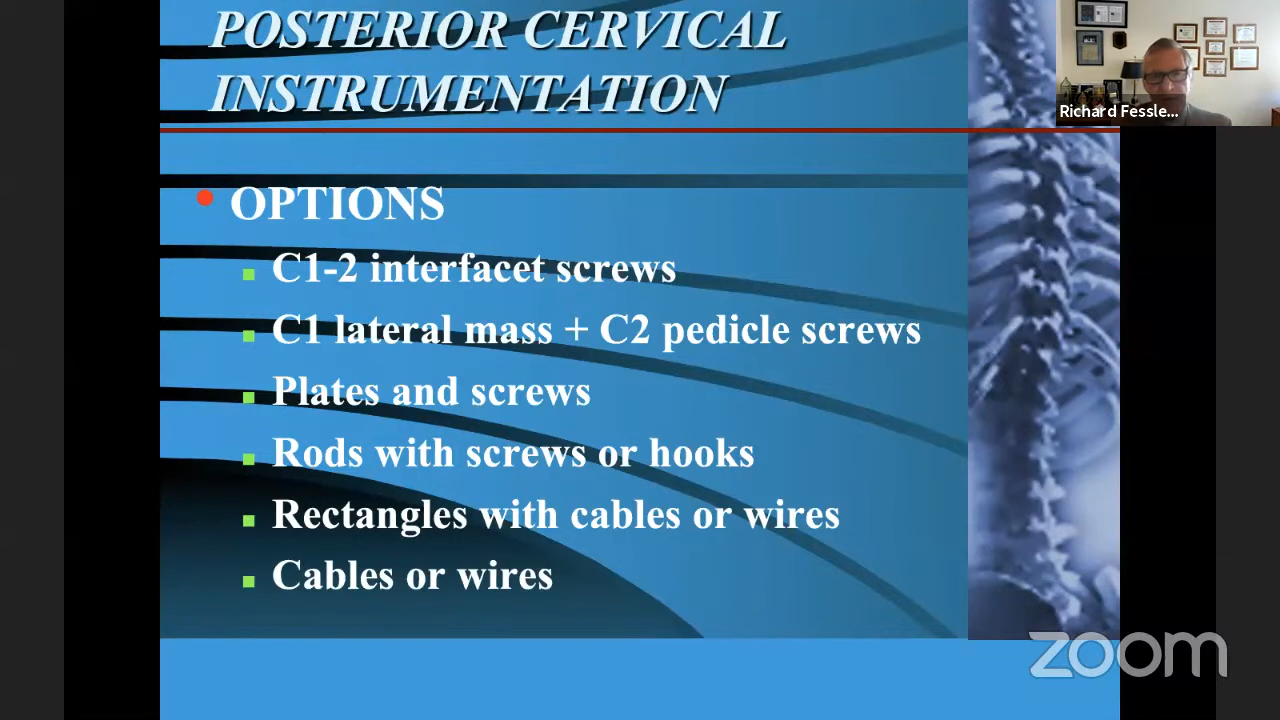 POSTERIOR CERVICAL
INSTRUMENTATION
Richard Fessle...
OPTIONS
C1-2 interfacet screws
C1 lateral mass + C2 pedicle screws
Plates and screws
Rods with screws or hooks
Rectangles with cables or wires
Cables or wires
zoom